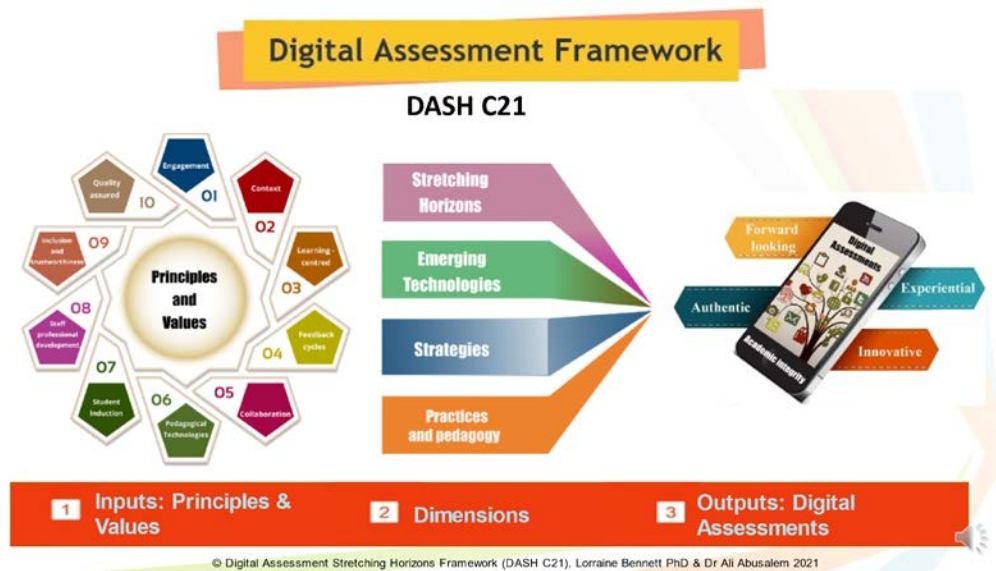 Digital Assessment Framework
DASH C21
Engagement
01
Context
02
Learning -
centred
03
Feedback
cycles
04
Collaboration
05
Pedagogical
Technologies
06
Student
Induction
07
Staff
professional
development
08
Inclusion
and
trustworthiness
09
Quality
assured
10
Principles
and
Values
Stretching
Horizons
Emerging
Technologies
Strategies
Practices
and pedagogy
Forward
looking
Authentic
Experiential
Innovative
Digital
Assessments
Academic Integrity
1
Inputs: Principles &
Values
2
Dimensions
3
Outputs: Digital
Assessments
© Digital Assessment Stretching Horizons Framework (DASH C21), Lorraine Bennett PhD & Dr Ali Abusalem 2021